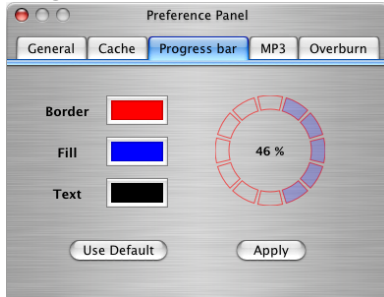 Preference Panel
General Cache Progress bar MP3 Overburn
Border
Fill
46 %
Text
Use Default Apply